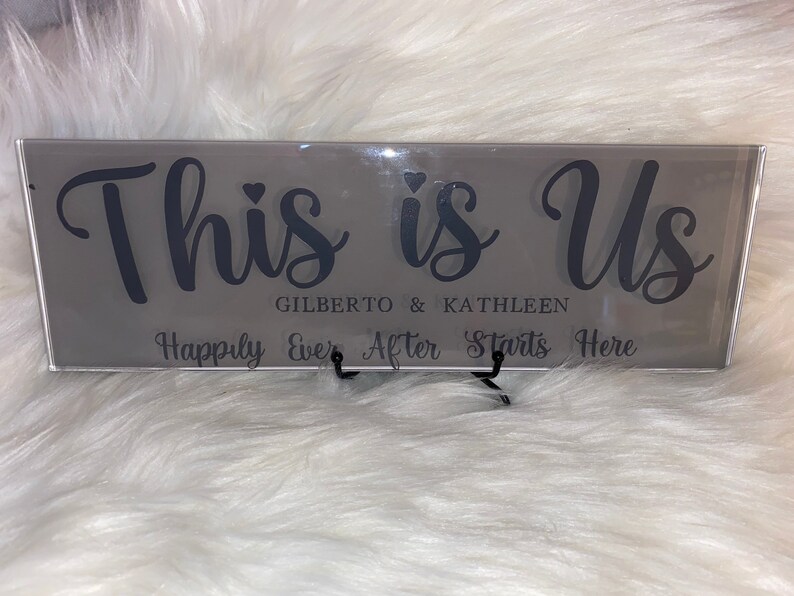 This is Us
GILBERTO & KATHLEEN
Happily Ever After Starts Here